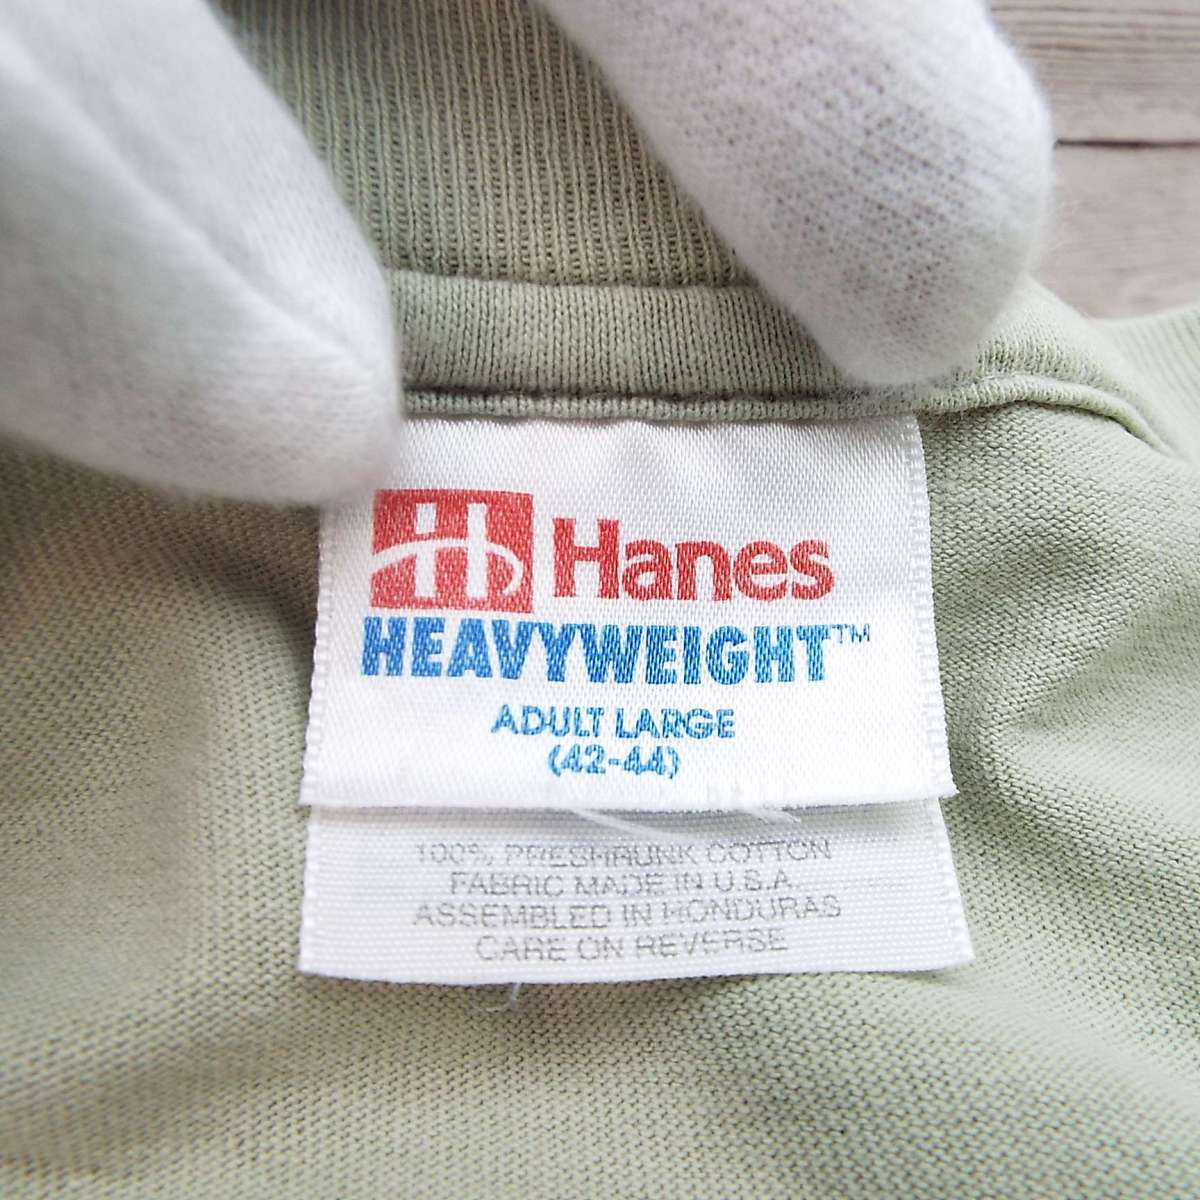 H Hanes
HEAVYWEIGHT™
ADULT LARGE
(42-44)
100% PRESHRUNK COTTON
FABRIC MADE IN U.S.A.
ASSEMBLED IN HONDURAS
CARE ON REVERSE